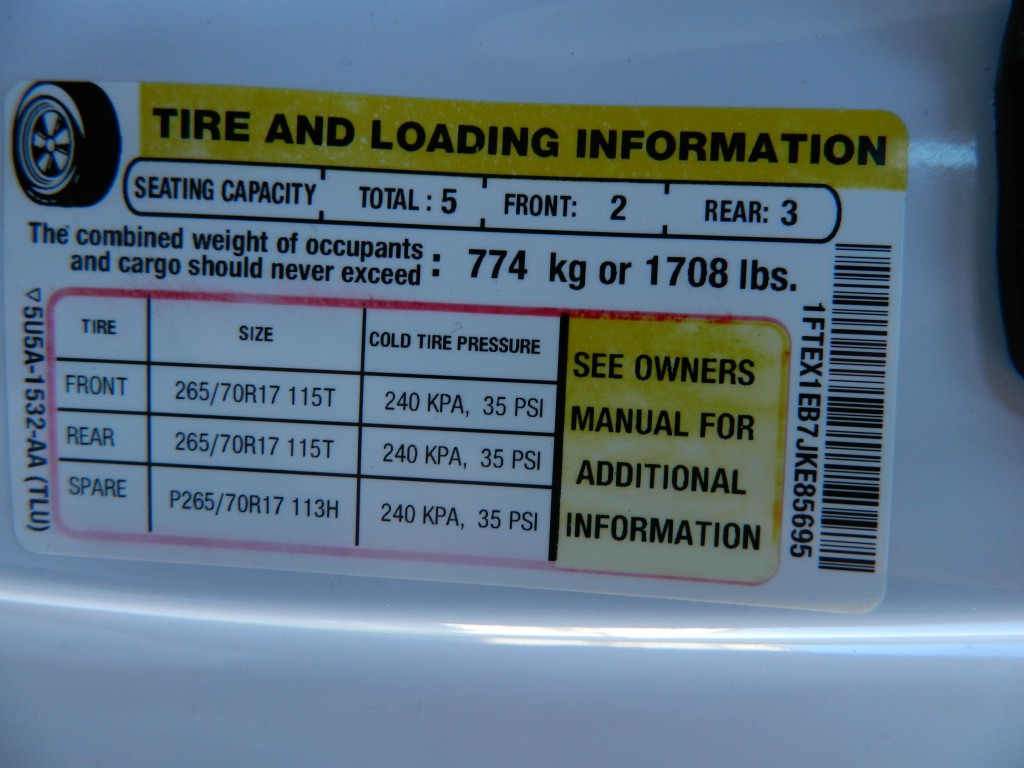 TIRE AND LOADING INFORMATION
SEATING CAPACITY TOTAL : 5 FRONT: 2 REAR: 3
The combined weight of occupants
and cargo should never exceed : 774 kg or 1708 lbs.
TIRE SIZE COLD TIRE PRESSURE
FRONT 265/70R17 115T 240 KPA, 35 PSI
REAR 265/70R17 115T 240 KPA, 35 PSI
SPARE P265/70R17 113H 240 KPA, 35 PSI
SEE OWNERS
MANUAL FOR
ADDITIONAL
INFORMATION
▽5U5A-1532-AA (TLU)
1FTEX1EB7JKE85695